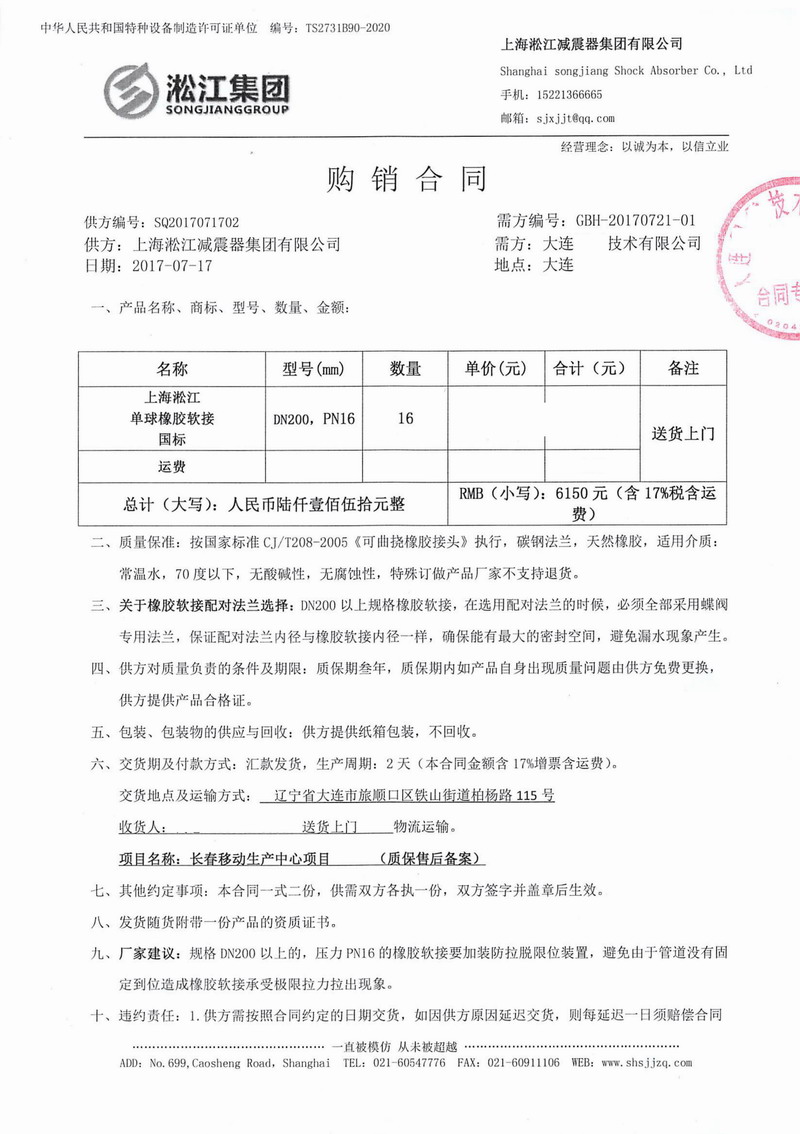 中华人民共和国特种设备制造许可证单位 编号：TS2731B90-2020
上海淞江减震器集团有限公司
Shanghai songjiang Shock Absorber Co., Ltd
手机：15221366665
邮箱：sjxjjt@qq.com
淞江集团
SONGJIANGGROUP
经营理念：以诚为本，以信立业
购销合同
供方编号：SQ2017071702
需方编号：GBH-20170721-01
供方：上海淞江减震器集团有限公司
需方：大连 技术有限公司
日期：2017-07-17
地点：大连
合同专
0204
一、产品名称、商标、型号、数量、金额：
名称 型号(mm) 数量 单价(元) 合计（元） 备注
上海淞江
单球橡胶软接
国标
DN200，PN16 16
送货上门
运费
总计（大写）：人民币陆仟壹佰伍拾元整
RMB（小写）：6150 元（含 17%税含运
费）
二、质量保准：按国家标准 CJ/T208-2005《可曲挠橡胶接头》执行，碳钢法兰，天然橡胶，适用介质：
常温水，70 度以下，无酸碱性，无腐蚀性，特殊订做产品厂家不支持退货。
三、关于橡胶软接配对法兰选择：DN200 以上规格橡胶软接，在选用配对法兰的时候，必须全部采用蝶阀
专用法兰，保证配对法兰内径与橡胶软接内径一样，确保能有最大的密封空间，避免漏水现象产生。
四、供方对质量负责的条件及期限：质保期叁年，质保期内如产品自身出现质量问题由供方免费更换，
供方提供产品合格证。
五、包装、包装物的供应与回收：供方提供纸箱包装，不回收。
六、交货期及付款方式：汇款发货，生产周期：2 天（本合同金额含 17%增票含运费）。
交货地点及运输方式： 辽宁省大连市旅顺口区铁山街道柏杨路 115 号
收货人： 送货上门 物流运输。
项目名称：长春移动生产中心项目 （质保售后备案）
七、其他约定事项：本合同一式二份，供需双方各执一份，双方签字并盖章后生效。
八、发货随货附带一份产品的资质证书。
九、厂家建议：规格 DN200 以上的，压力 PN16 的橡胶软接要加装防拉脱限位装置，避免由于管道没有固
定到位造成橡胶软接承受极限拉力拉出现象。
十、违约责任：1.供方需按照合同约定的日期交货，如因供方原因延迟交货，则每延迟一日须赔偿合同
一直被模仿 从未被超越
ADD：No.699,Caosheng Road, Shanghai TEL：021-60547776 FAX：021-60911106 WEB：www.shsjjzq.com